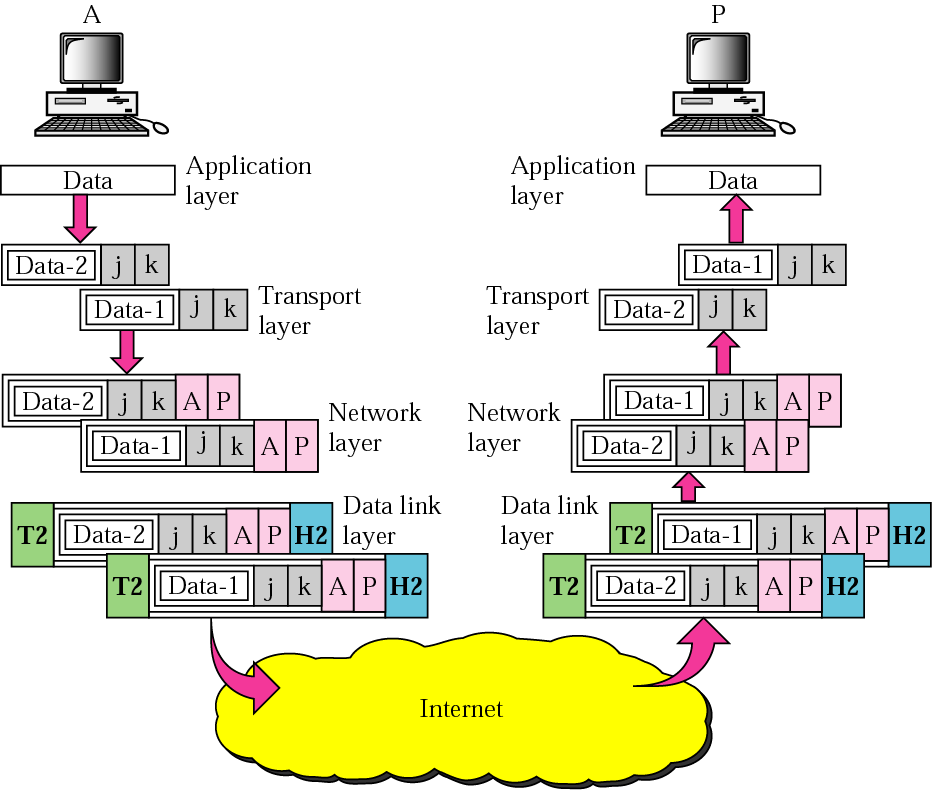 A
P
Data
Application
layer
Application
layer
Data
Data-2 j k
Data-1 j k
Data-1 j k
Transport
layer
Transport
layer
Data-2 j k
Data-2 j k A P
Data-1 j k A P
Data-1 j k A P
Network
layer
Network
layer
Data-2 j k A P
T2 Data-2 j k A P H2
Data link
layer
Data link
layer
T2 Data-1 j k A P H2
T2 Data-1 j k A P H2
T2 Data-2 j k A P H2
Internet